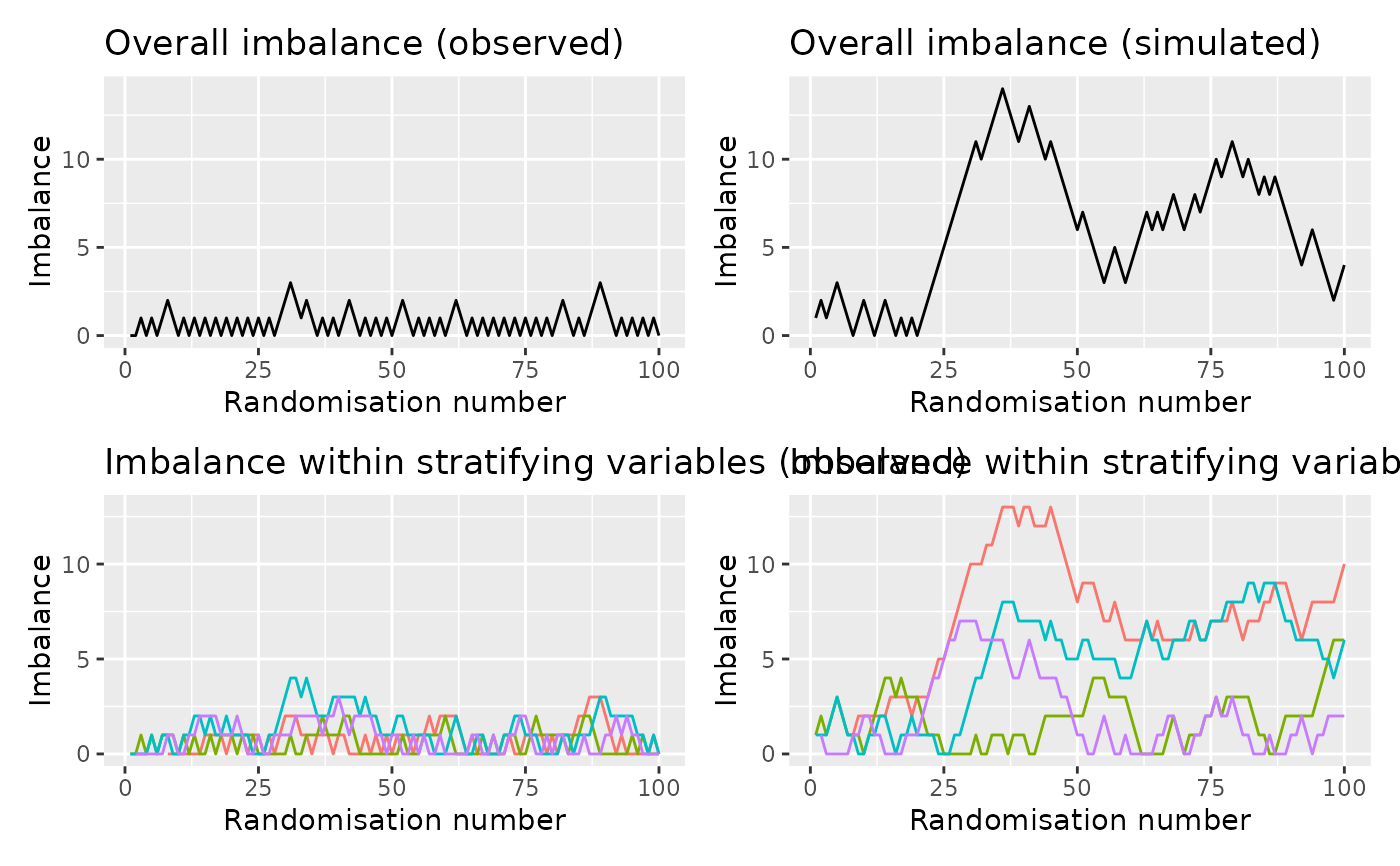 Overall imbalance (observed)
Imbalance
10
5
0
0 25 50 75 100
Randomisation number
Overall imbalance (simulated)
Imbalance
10
5
0
0 25 50 75 100
Randomisation number
Imbalance within stratifying variables (observed)
Imbalance
10
5
0
0 25 50 75 100
Randomisation number
Imbalance within stratifying variab
Imbalance
10
5
0
0 25 50 75 100
Randomisation number